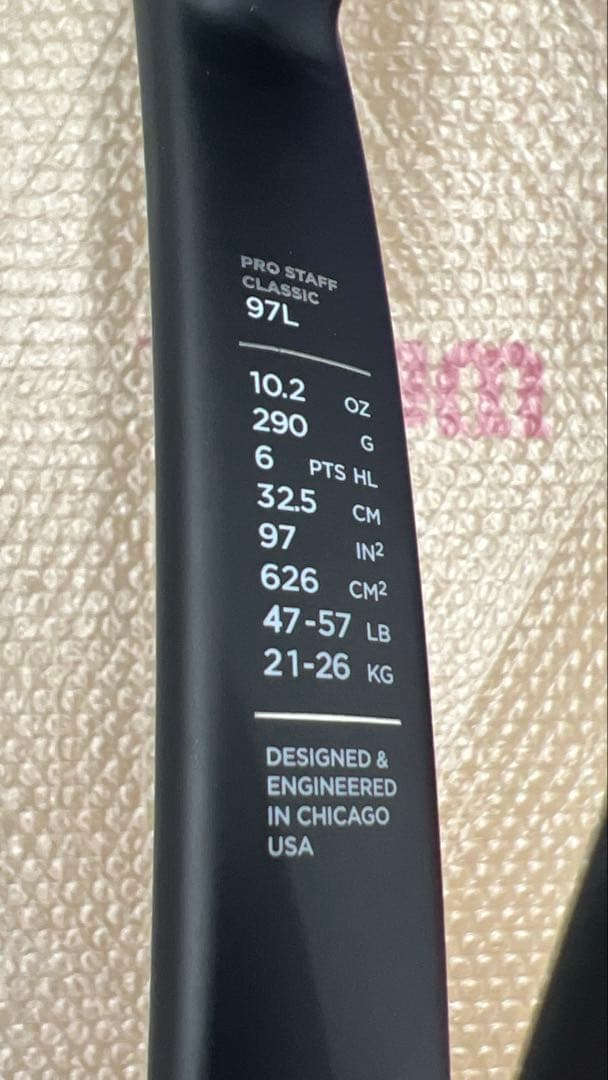 PRO STAFF
CLASSIC
97L
10.2 OZ
290 G
6 PTS HL
32.5 CM
97 IN²
626 CM²
47-57 LB
21-26 KG
DESIGNED &
ENGINEERED
IN CHICAGO
USA